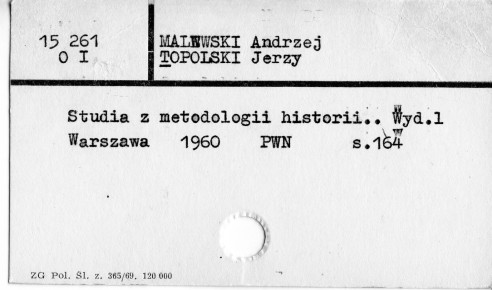 15 261 MALEWSKI Andrzej
O I TOPOLSKI Jerzy
Studia z metodologii historii.. Wyd.1
Warszawa 1960 PWN s.164
ZG Pol. Śl. z. 365/69. 120 000